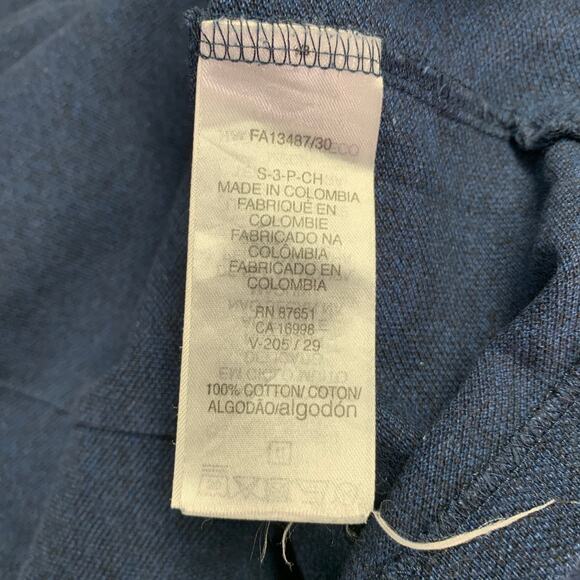 FA13487/30
S-3-P-CH
MADE IN COLOMBIA
FABRIQUÉ EN
COLOMBIE
FABRICADO NA
COLÔMBIA
FABRICADO EN
COLOMBIA
RN 87651
CA 16998
V-205 / 29
100% COTTON/ COTON/
ALGODÃO/algodón